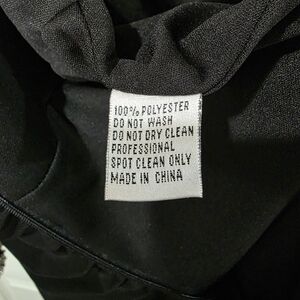 100% POLYESTER
DO NOT WASH
DO NOT DRY CLEAN
PROFESSIONAL
SPOT CLEAN ONLY
MADE IN CHINA